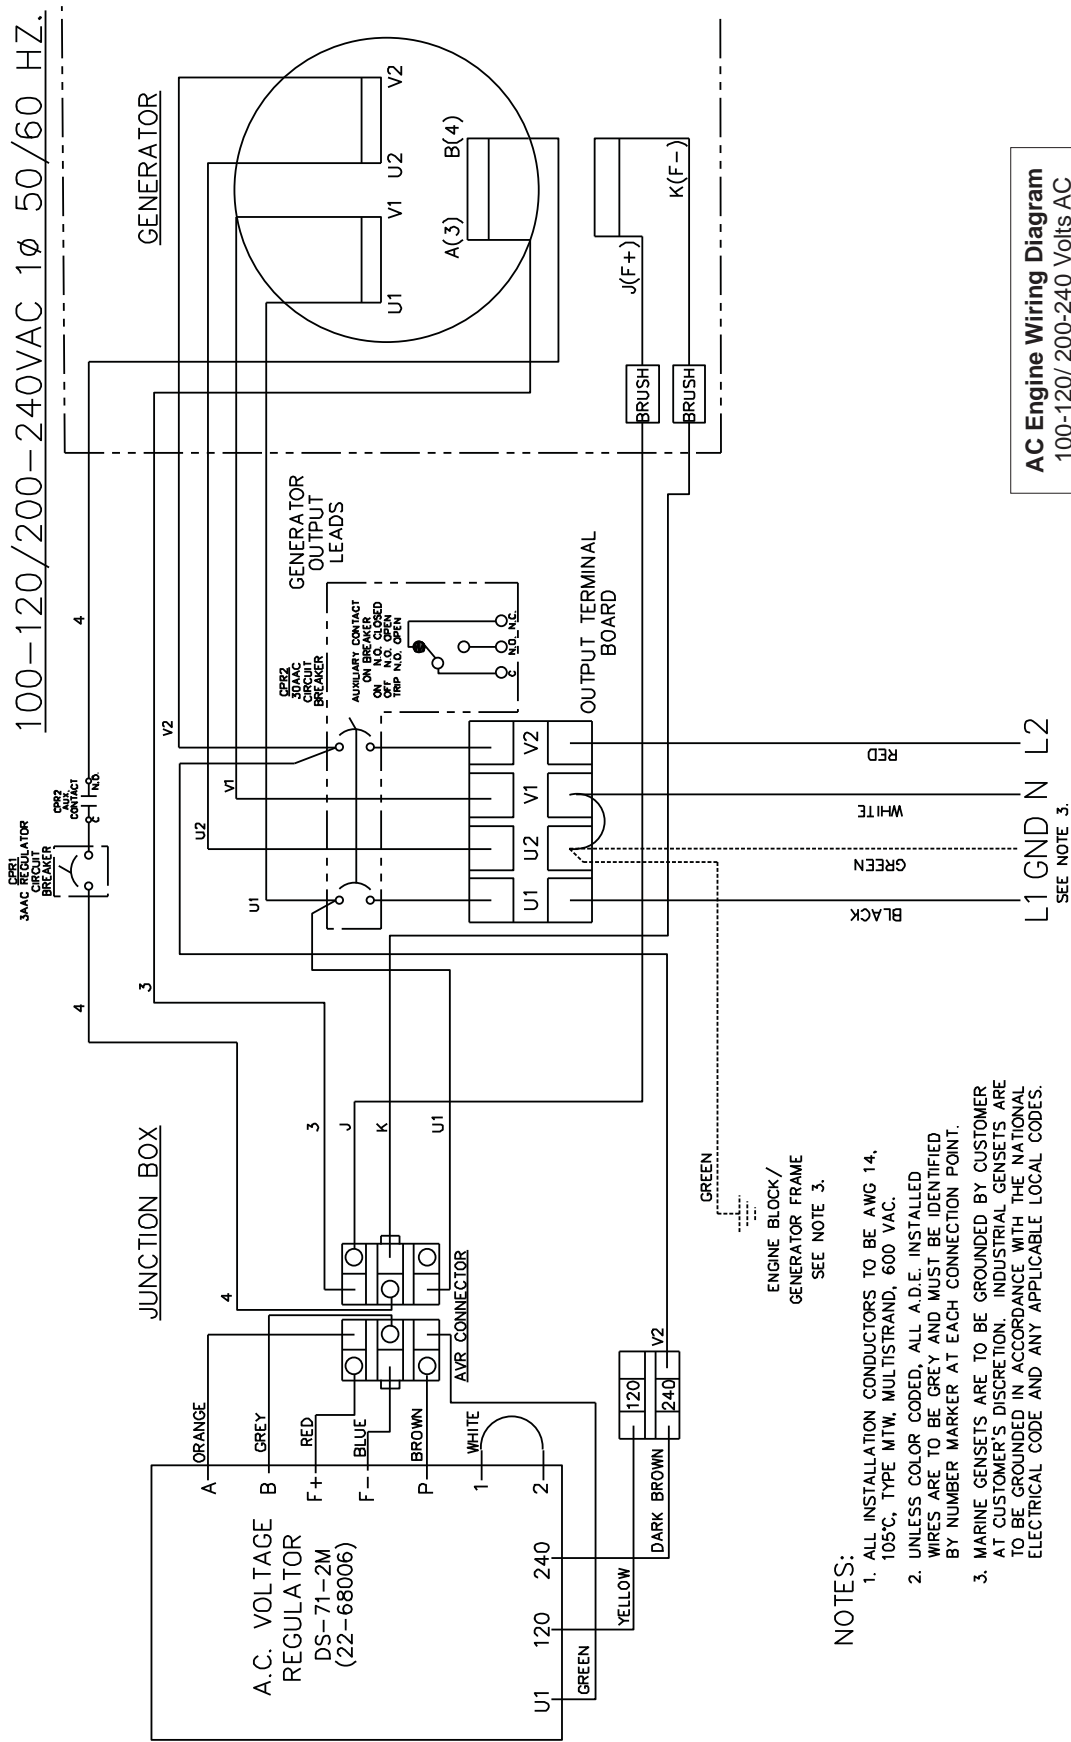 100-120/200-240VAC 1ø 50/60 HZ.
JUNCTION BOX
GENERATOR
CPR1
3AAC REGULATOR
CIRCUIT
BREAKER
CPR2
AUX.
CONTACT
C
N.O.
4
4
4
3
3
V2
U2
V1
U1
GENERATOR
OUTPUT
LEADS
CPR2
30AAC
CIRCUIT
BREAKER
AUXILIARY CONTACT
ON BREAKER
ON N.O. CLOSED
OFF N.O. OPEN
TRIP N.O. OPEN
C
N.O.
N.C.
U1
V1
U2
V2
A(3)
B(4)
J(F+)
K(F-)
BRUSH
BRUSH
OUTPUT TERMINAL
BOARD
U1
U2
V1
V2
BLACK
GREEN
WHITE
RED
L1 GND N L2
SEE NOTE 3.
A.C. VOLTAGE
REGULATOR
DS-71-2M
(22-68006)
A
B
F+
F-
P
1
2
U1
120
240
ORANGE
GREY
RED
BLUE
BROWN
WHITE
GREEN
YELLOW
DARK BROWN
AVR CONNECTOR
J
K
U1
120
240
V2
GREEN
ENGINE BLOCK/
GENERATOR FRAME
SEE NOTE 3.
NOTES:
1. ALL INSTALLATION CONDUCTORS TO BE AWG 14,
105°C, TYPE MTW, MULTISTRAND, 600 VAC.
2. UNLESS COLOR CODED, ALL A.D.E. INSTALLED
WIRES ARE TO BE GREY AND MUST BE IDENTIFIED
BY NUMBER MARKER AT EACH CONNECTION POINT.
3. MARINE GENSETS ARE TO BE GROUNDED BY CUSTOMER
AT CUSTOMER'S DISCRETION. INDUSTRIAL GENSETS ARE
TO BE GROUNDED IN ACCORDANCE WITH THE NATIONAL
ELECTRICAL CODE AND ANY APPLICABLE LOCAL CODES.
AC Engine Wiring Diagram
100-120/ 200-240 Volts AC